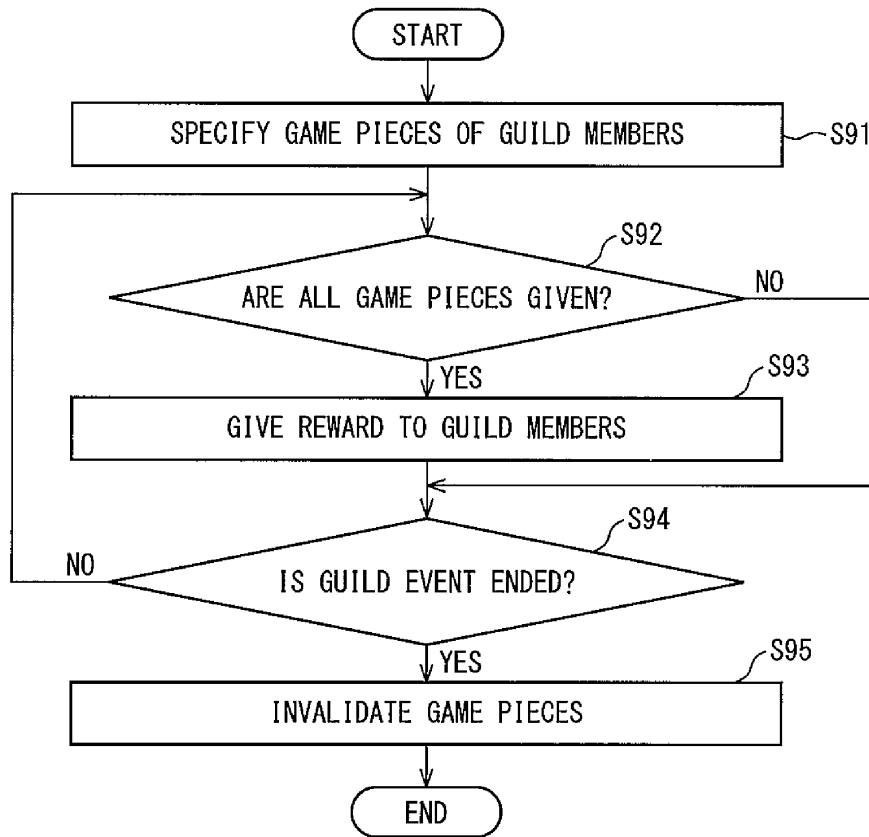 START
SPECIFY GAME PIECES OF GUILD MEMBERS
S91
S92
ARE ALL GAME PIECES GIVEN?
NO
YES
S93
GIVE REWARD TO GUILD MEMBERS
S94
NO
IS GUILD EVENT ENDED?
YES
S95
INVALIDATE GAME PIECES
END